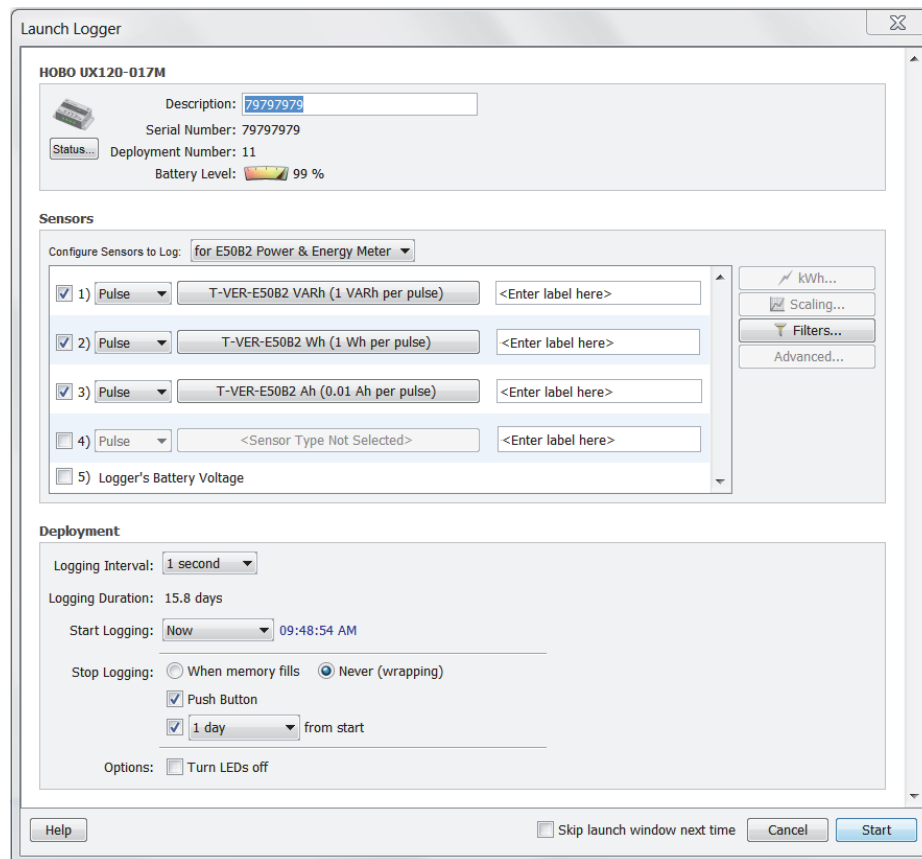 Launch Logger
HOBO UX120-017M
Description: 79797979
Serial Number: 79797979
Status... Deployment Number: 11
Battery Level: 99 %
Sensors
Configure Sensors to Log: for E50B2 Power & Energy Meter
1) Pulse T-VER-E50B2 VARh (1 VARh per pulse) <Enter label here>
kWh...
Scaling...
2) Pulse T-VER-E50B2 Wh (1 Wh per pulse) <Enter label here>
Filters...
Advanced...
3) Pulse T-VER-E50B2 Ah (0.01 Ah per pulse) <Enter label here>
4) Pulse <Sensor Type Not Selected> <Enter label here>
5) Logger's Battery Voltage
Deployment
Logging Interval: 1 second
Logging Duration: 15.8 days
Start Logging: Now 09:48:54 AM
Stop Logging: When memory fills Never (wrapping)
Push Button
1 day from start
Options: Turn LEDs off
Help Skip launch window next time Cancel Start